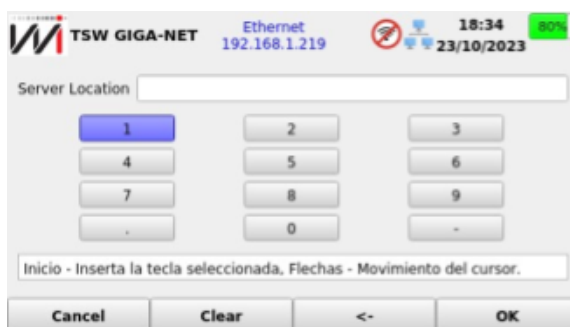 TSW GIGA-NET Ethernet 18:34 80%
192.168.1.219 23/10/2023
Server Location
1 2 3
4 5 6
7 8 9
. 0 -
Inicio - Inserta la tecla seleccionada, Flechas - Movimiento del cursor.
Cancel Clear <- OK